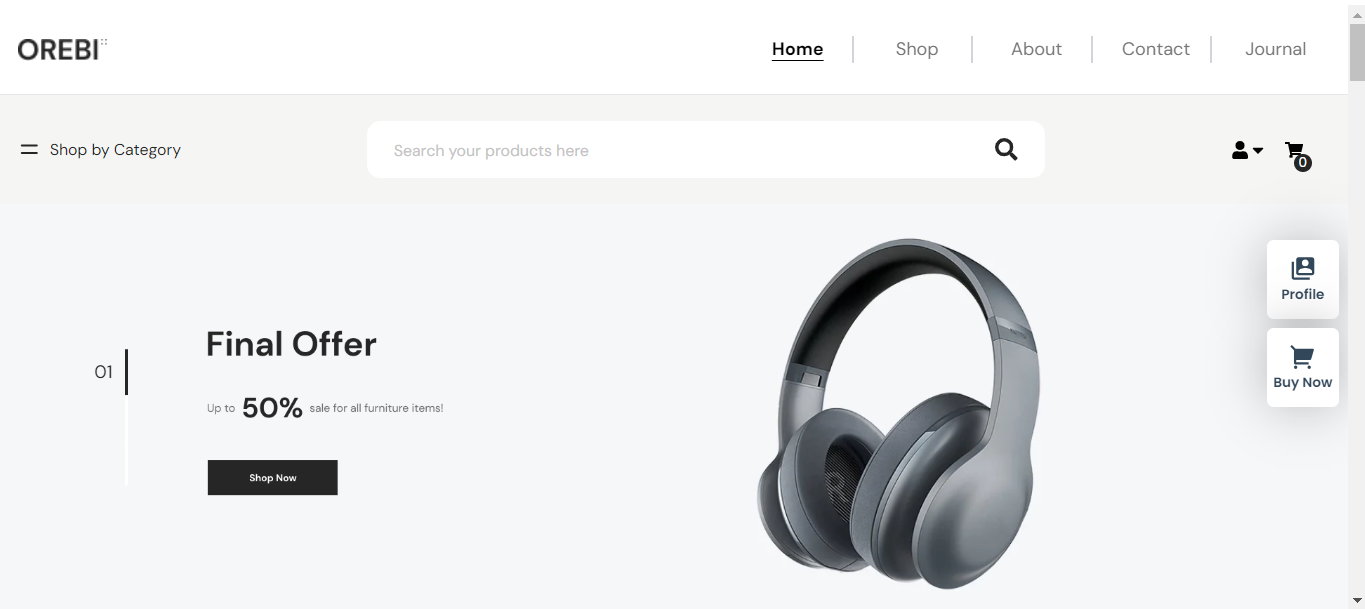 OREBI
Home Shop About Contact Journal
Shop by Category
Search your products here
0
Profile
Buy Now
01
Final Offer
Up to 50% sale for all furniture items!
Shop Now
R